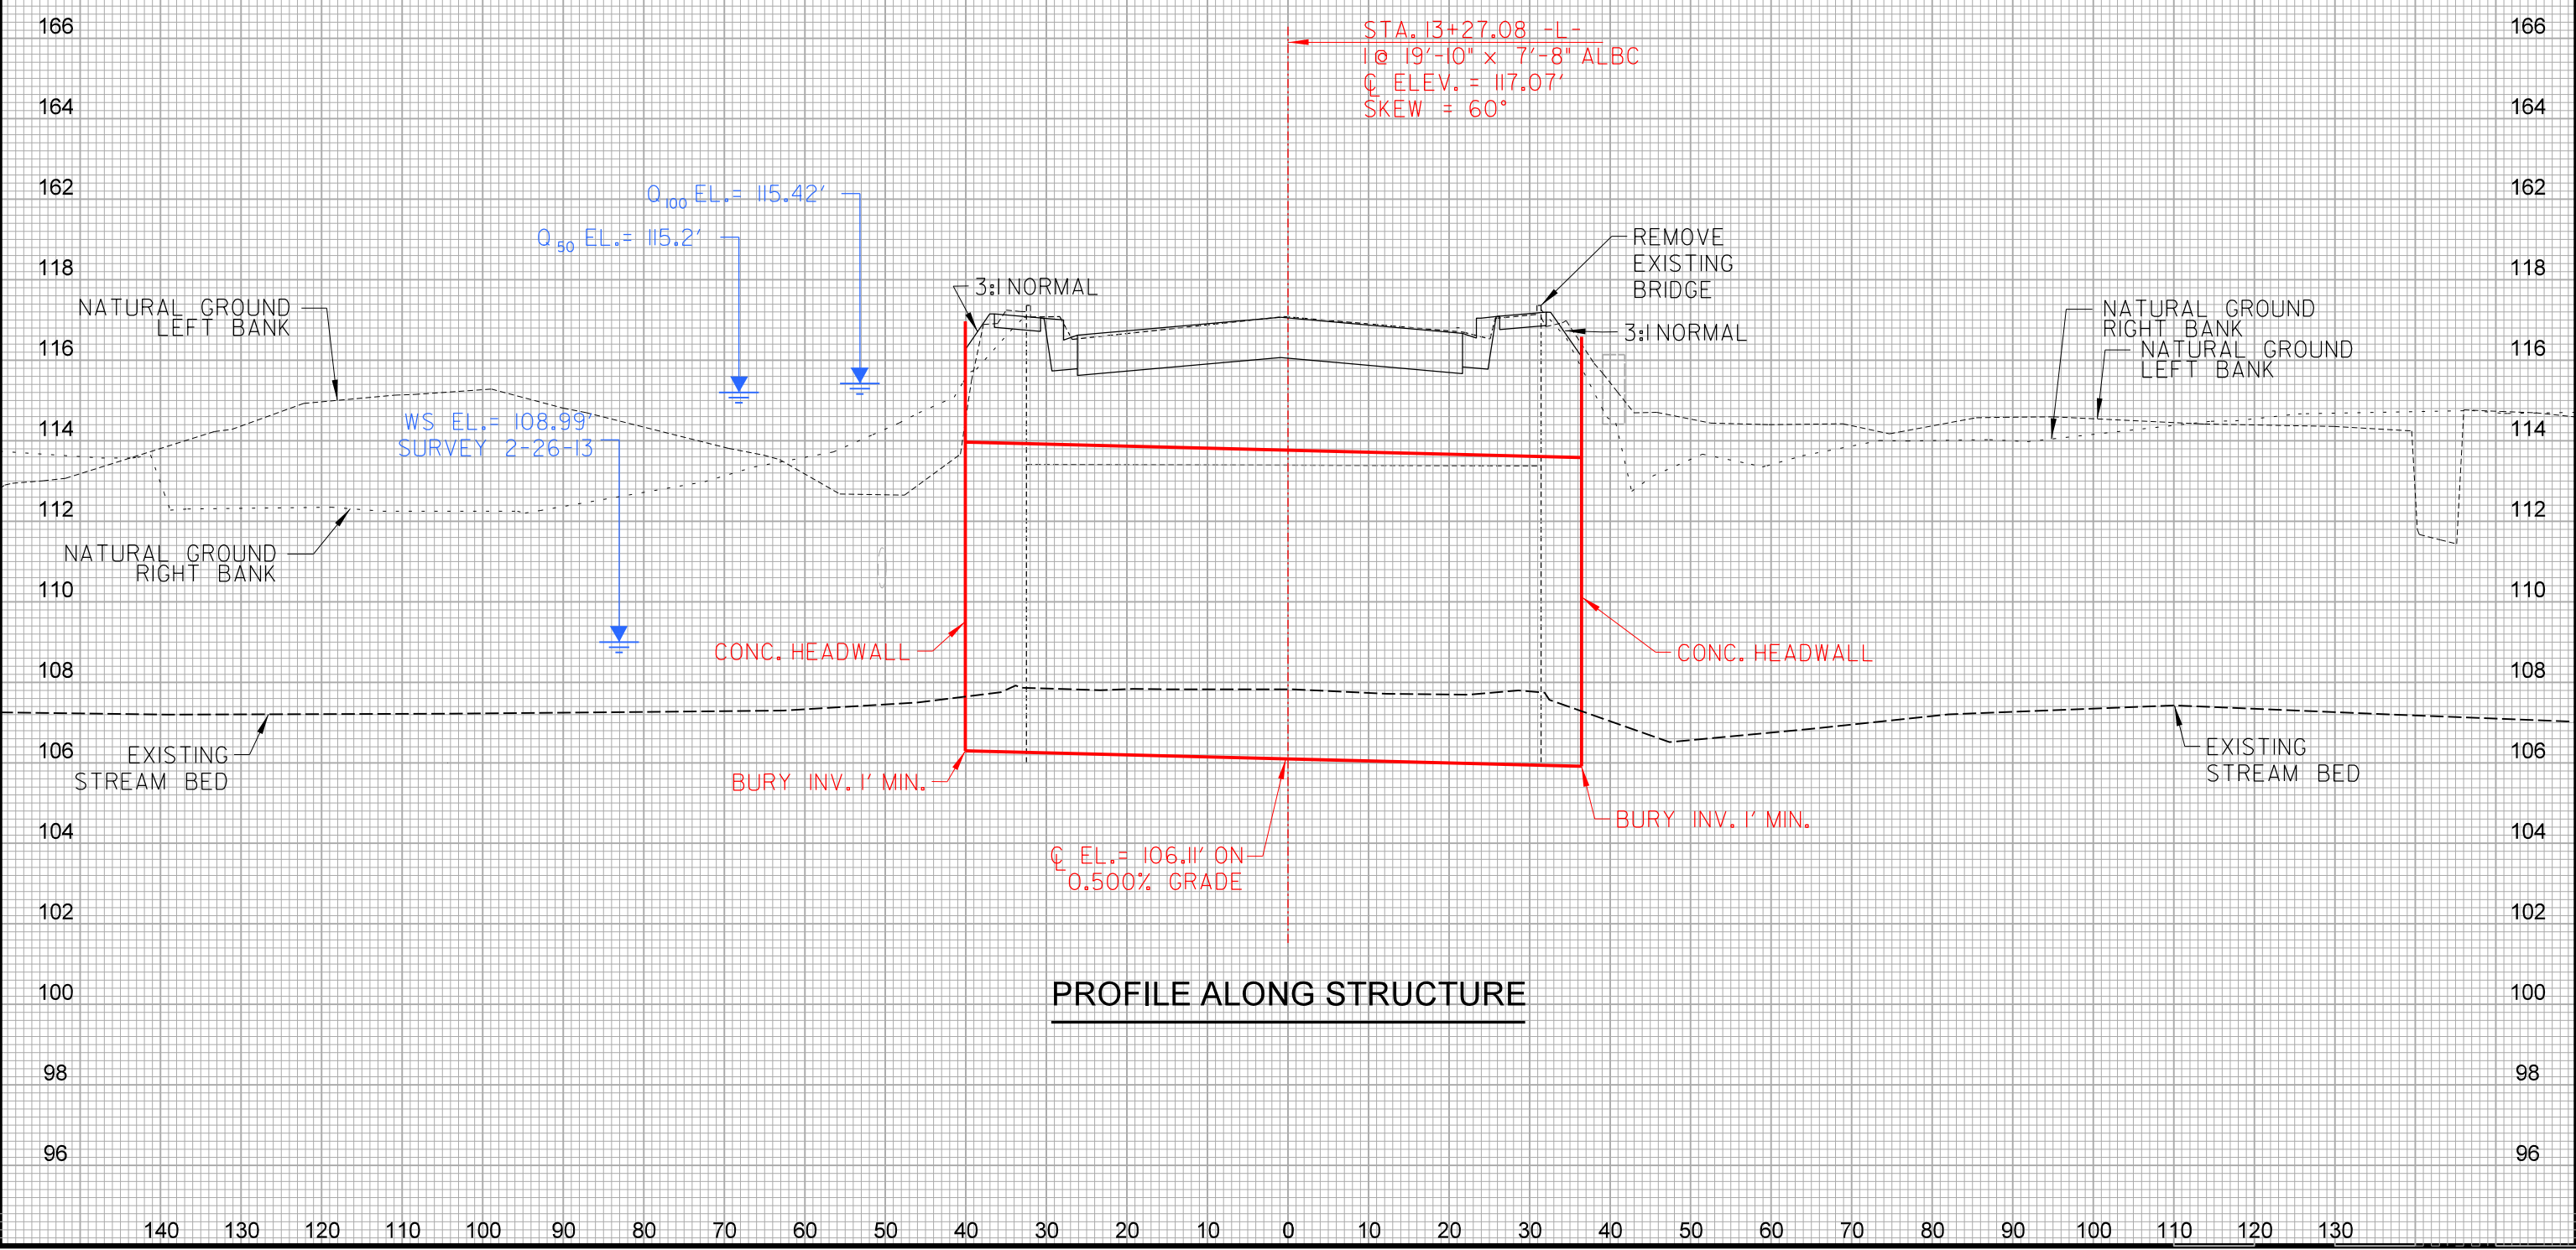 166
166
STA. 13+27.08 -L-
1@ 19'-10" x 7'-8" ALBC
℄ ELEV. = 117.07'
SKEW = 60°
164
164
162
162
Q100 EL.= 115.42'
Q50 EL.= 115.2'
REMOVE
EXISTING
BRIDGE
118
118
3:1 NORMAL
NATURAL GROUND
LEFT BANK
NATURAL GROUND
RIGHT BANK
3:1 NORMAL
116
116
NATURAL GROUND
LEFT BANK
WS EL.= 108.99'
SURVEY 2-26-13
114
114
112
112
NATURAL GROUND
RIGHT BANK
110
110
CONC. HEADWALL
CONC. HEADWALL
108
108
106
106
EXISTING
STREAM BED
EXISTING
STREAM BED
BURY INV. 1' MIN.
BURY INV. 1' MIN.
104
104
℄ EL.= 106.11' ON
0.500% GRADE
102
102
100
100
PROFILE ALONG STRUCTURE
98
98
96
96
140 130 120 110 100 90 80 70 60 50 40 30 20 10 0 10 20 30 40 50 60 70 80 90 100 110 120 130